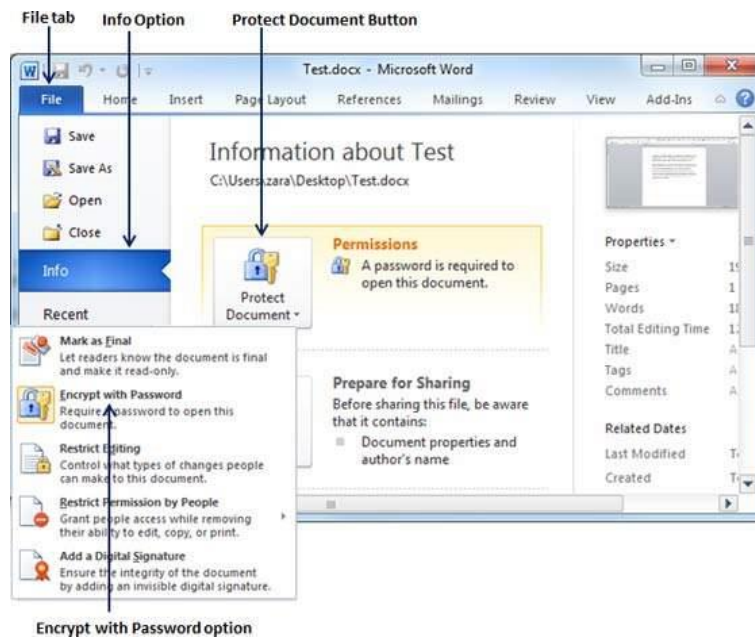 File tab
Info Option
Protect Document Button
Test.docx - Microsoft Word
File
Home
Insert
Page Layout
References
Mailings
Review
View
Add-Ins
Save
Save As
Open
Close
Info
Recent
Information about Test
C:\Users\zara\Desktop\Test.docx
Protect
Document
Permissions
A password is required to
open this document.
Prepare for Sharing
Before sharing this file, be aware
that it contains:
Document properties and
author's name
Properties
Size
Pages 1
Words
Total Editing Time
Title
Tags
Comments
Related Dates
Last Modified
Created
Mark as Final
Let readers know the document is final
and make it read-only.
Encrypt with Password
Require a password to open this
document.
Restrict Editing
Control what types of changes people
can make to this document.
Restrict Permission by People
Grant people access while removing
their ability to edit, copy, or print.
Add a Digital Signature
Ensure the integrity of the document
by adding an invisible digital signature.
Encrypt with Password option